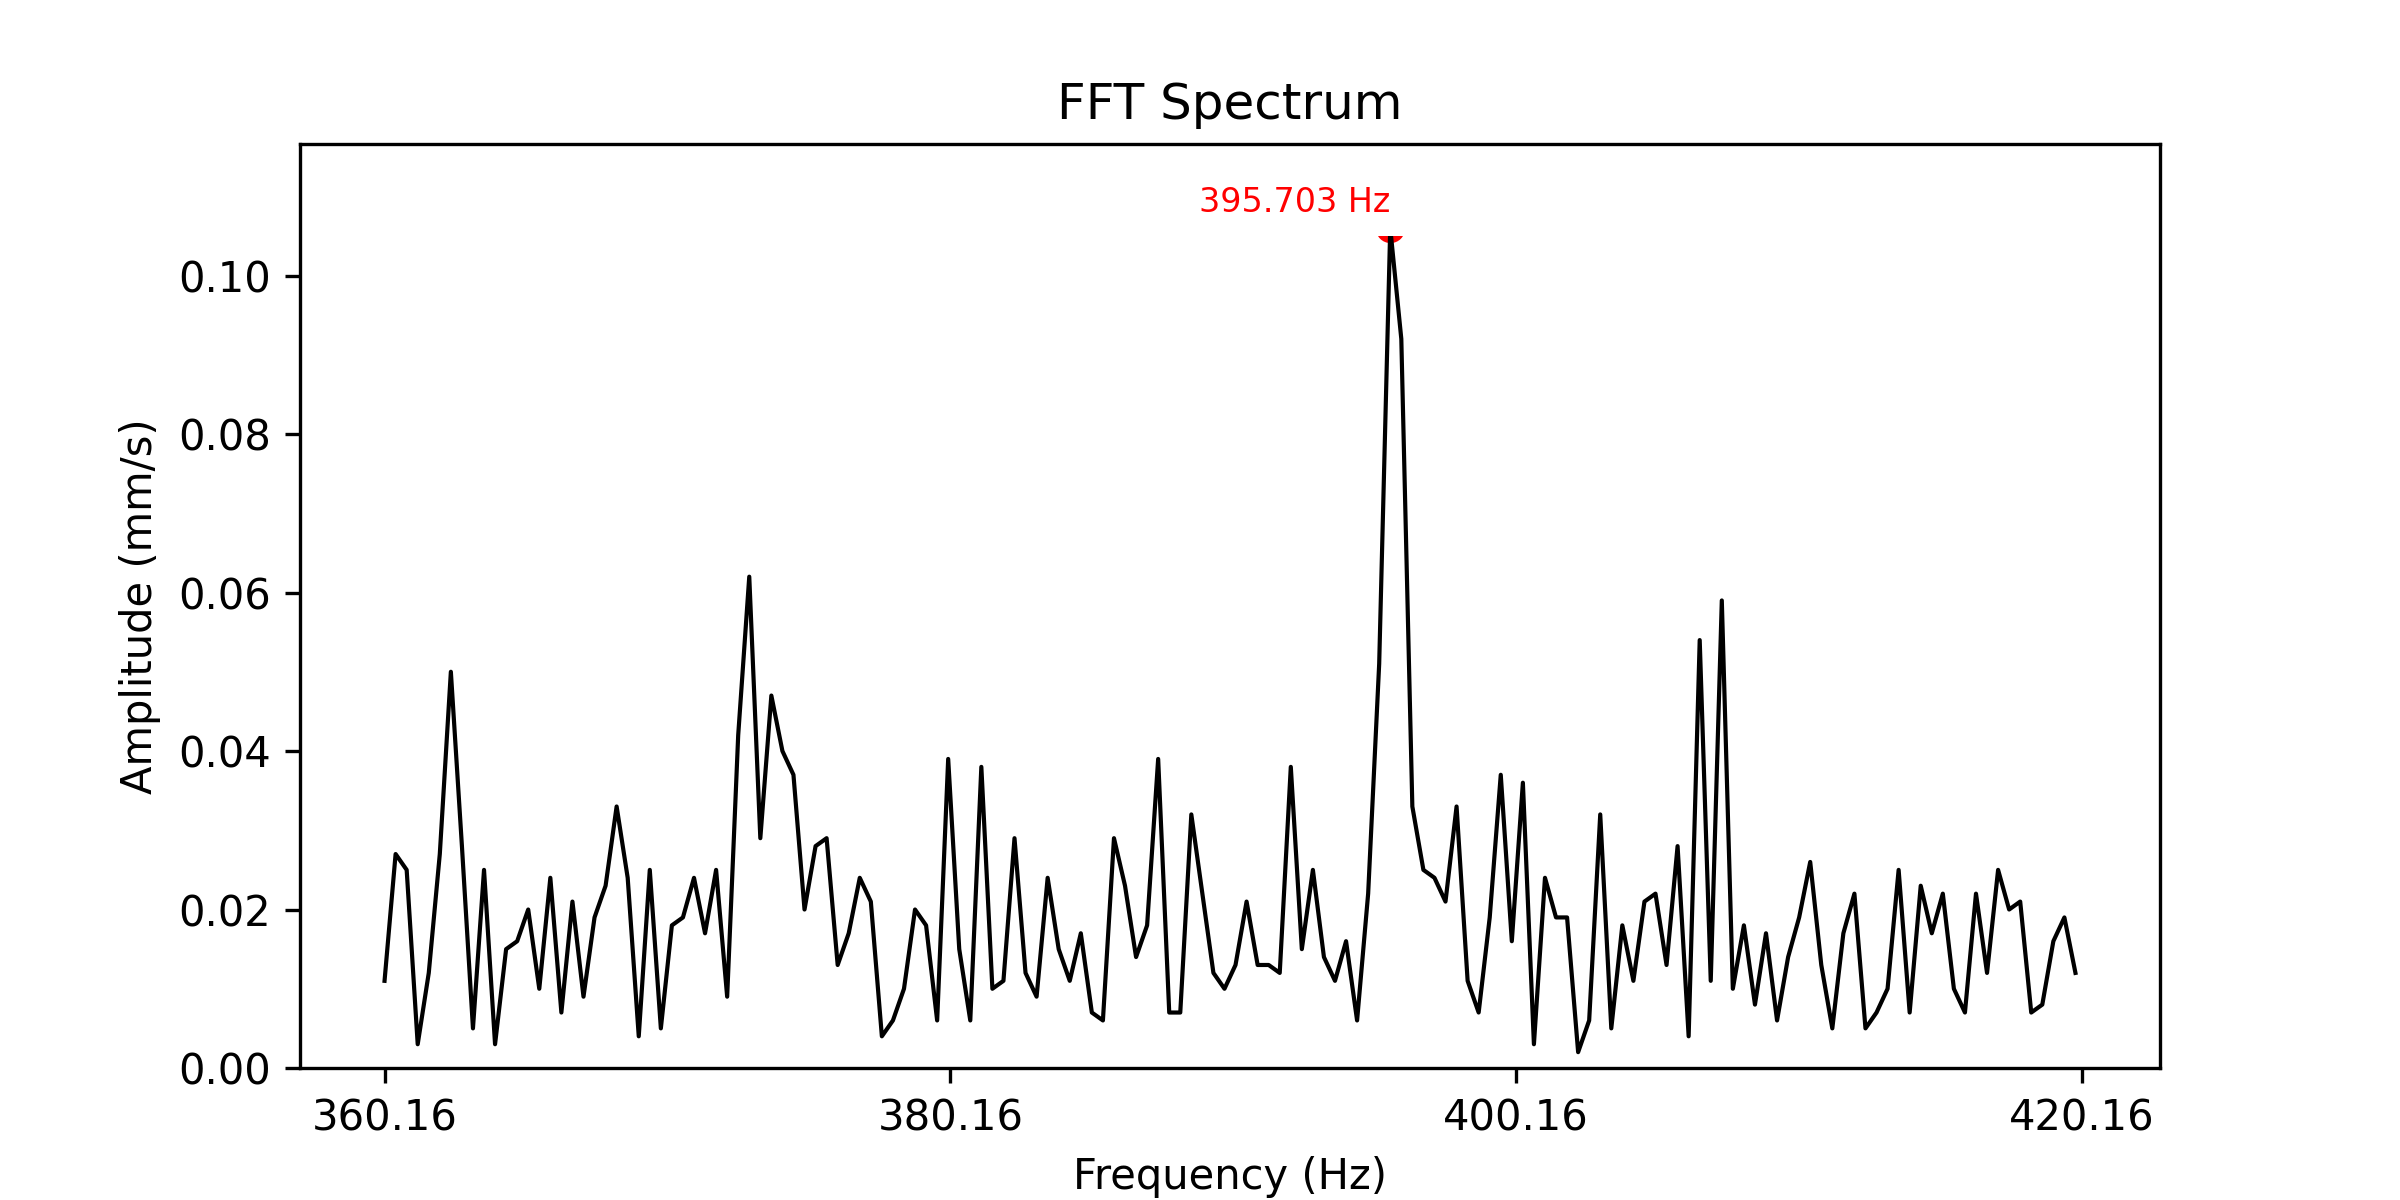 FFT Spectrum
395.703 Hz
0.10
0.08
0.06
0.04
0.02
0.00
Amplitude (mm/s)
360.16 380.16 400.16 420.16
Frequency (Hz)